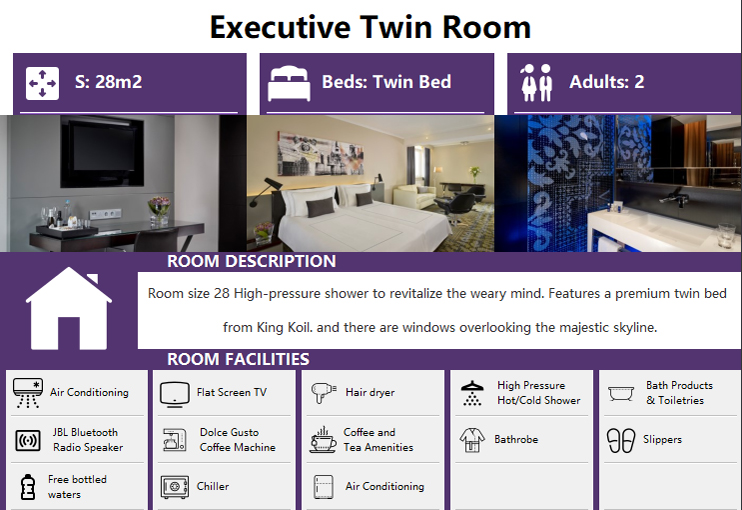 Executive Twin Room
S: 28m2
Beds: Twin Bed
Adults: 2
ROOM DESCRIPTION
Room size 28 High-pressure shower to revitalize the weary mind. Features a premium twin bed
from King Koil. and there are windows overlooking the majestic skyline.
ROOM FACILITIES
Air Conditioning
Flat Screen TV
Hair dryer
High Pressure
Hot/Cold Shower
Bath Products
& Toiletries
JBL Bluetooth
Radio Speaker
Dolce Gusto
Coffee Machine
Coffee and
Tea Amenities
Bathrobe
Slippers
Free bottled
waters
Chiller
Air Conditioning